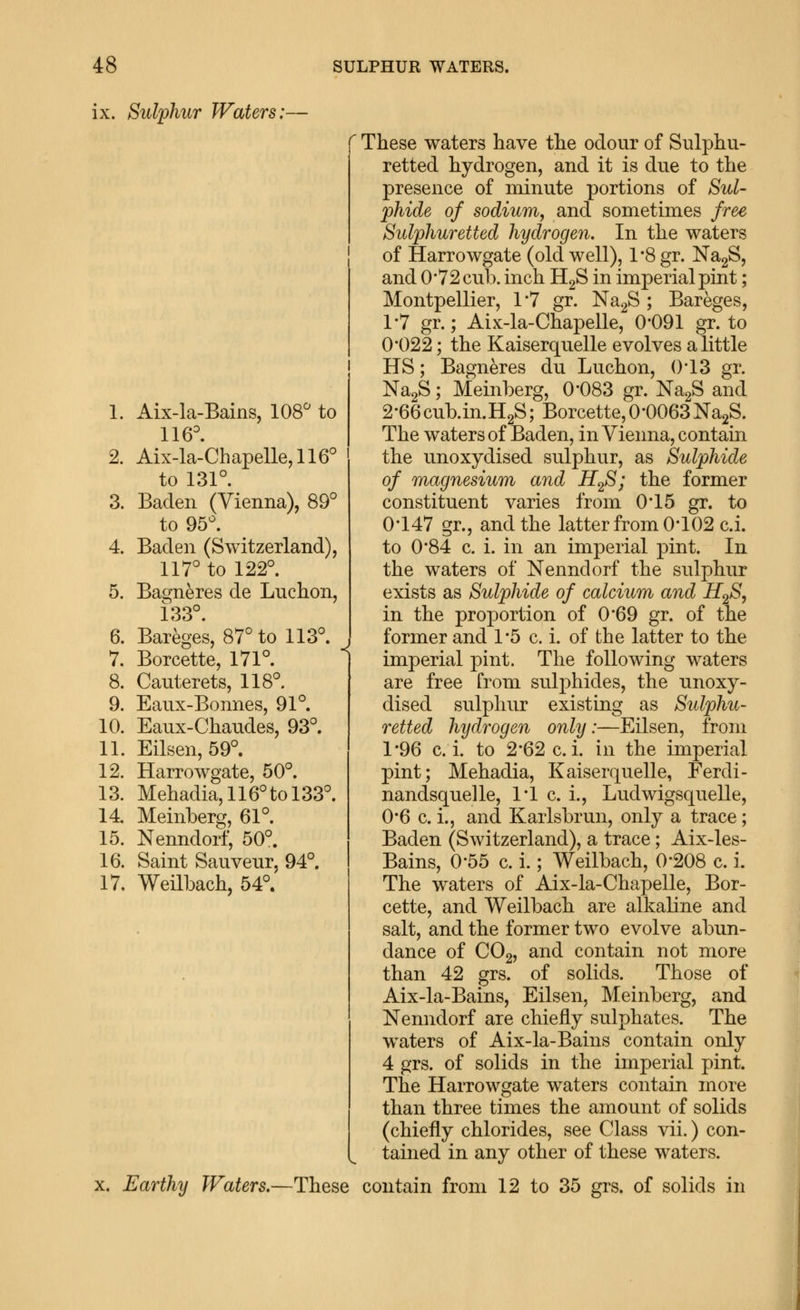 48 SULPHUR WATERS.
ix. Sulphur Waters:—
1. Aix-la-Bains, 108° to
116°.
2. Aix-la-Chapelle, 116°
to 131°.
3. Baden (Vienna), 89°
to 95°.
4. Baden (Switzerland),
117° to 122°.
5. Bagnères de Luchon,
133°.
6. Barèges, 87° to 113°.
7. Borcette, 171°.
8. Cauterets, 118°.
9. Eaux-Bonnes, 91°.
10. Eaux-Chaudes, 93°.
11. Eilsen, 59°.
12. Harrowgate, 50°.
13. Mehadia, 116° to 133°.
14. Meinberg, 61°.
15. Nenndorf, 50°.
16. Saint Sauveur, 94°.
17. Weilbach, 54°.
These waters have the odour of Sulphu-
retted hydrogen, and it is due to the
presence of minute portions of Sul-
phide of sodium, and sometimes free
Sulphuretted hydrogen. In the waters
of Harrowgate (old well), 1·8 gr. Na₂S,
and 0·72 cub. inch H₂S in imperial pint;
Montpellier, 1·7 gr. Na₂S; Barèges,
1·7 gr.; Aix-la-Chapelle, 0·091 gr. to
0·022; the Kaiserquelle evolves a little
HS; Bagnères du Luchon, 0·13 gr.
Na₂S; Meinberg, 0·083 gr. Na₂S and
2·66 cub.in. H₂S; Borcette, 0·0063 Na₂S.
The waters of Baden, in Vienna, contain
the unoxydised sulphur, as Sulphide
of magnesium and H₂S; the former
constituent varies from 0·15 gr. to
0·147 gr., and the latter from 0·102 c.i.
to 0·84 c. i. in an imperial pint. In
the waters of Nenndorf the sulphur
exists as Sulphide of calcium and H₂S,
in the proportion of 0·69 gr. of the
former and 1·5 c. i. of the latter to the
imperial pint. The following waters
are free from sulphides, the unoxy-
dised sulphur existing as Sulphu-
retted hydrogen only:—Eilsen, from
1·96 c. i. to 2·62 c. i. in the imperial
pint; Mehadia, Kaiserquelle, Ferdi-
nandsquelle, 1·1 c. i., Ludwigsquelle,
0·6 c. i., and Karlsbrun, only a trace;
Baden (Switzerland), a trace; Aix-les-
Bains, 0·55 c. i.; Weilbach, 0·208 c. i.
The waters of Aix-la-Chapelle, Bor-
cette, and Weilbach are alkaline and
salt, and the former two evolve abun-
dance of CO₂, and contain not more
than 42 grs. of solids. Those of
Aix-la-Bains, Eilsen, Meinberg, and
Nenndorf are chiefly sulphates. The
waters of Aix-la-Bains contain only
4 grs. of solids in the imperial pint.
The Harrowgate waters contain more
than three times the amount of solids
(chiefly chlorides, see Class vii.) con-
tained in any other of these waters.
x. Earthy Waters.—These contain from 12 to 35 grs. of solids in